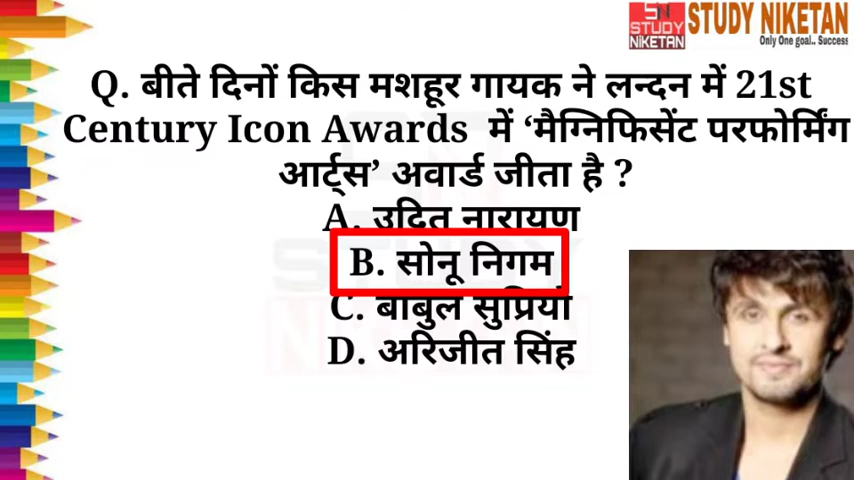 SN
STUDY
NiKETAN
STUDY NIKETAN
Only One goal.. Success
Q. बीते दिनों किस मशहूर गायक ने लन्दन में 21st
Century Icon Awards में ‘मैग्निफिसेंट परफोर्मिंग
आर्ट्स’ अवार्ड जीता है ?
A. उदित नारायण
B. सोनू निगम
C. बाबुल सुप्रियो
D. अरिजीत सिंह